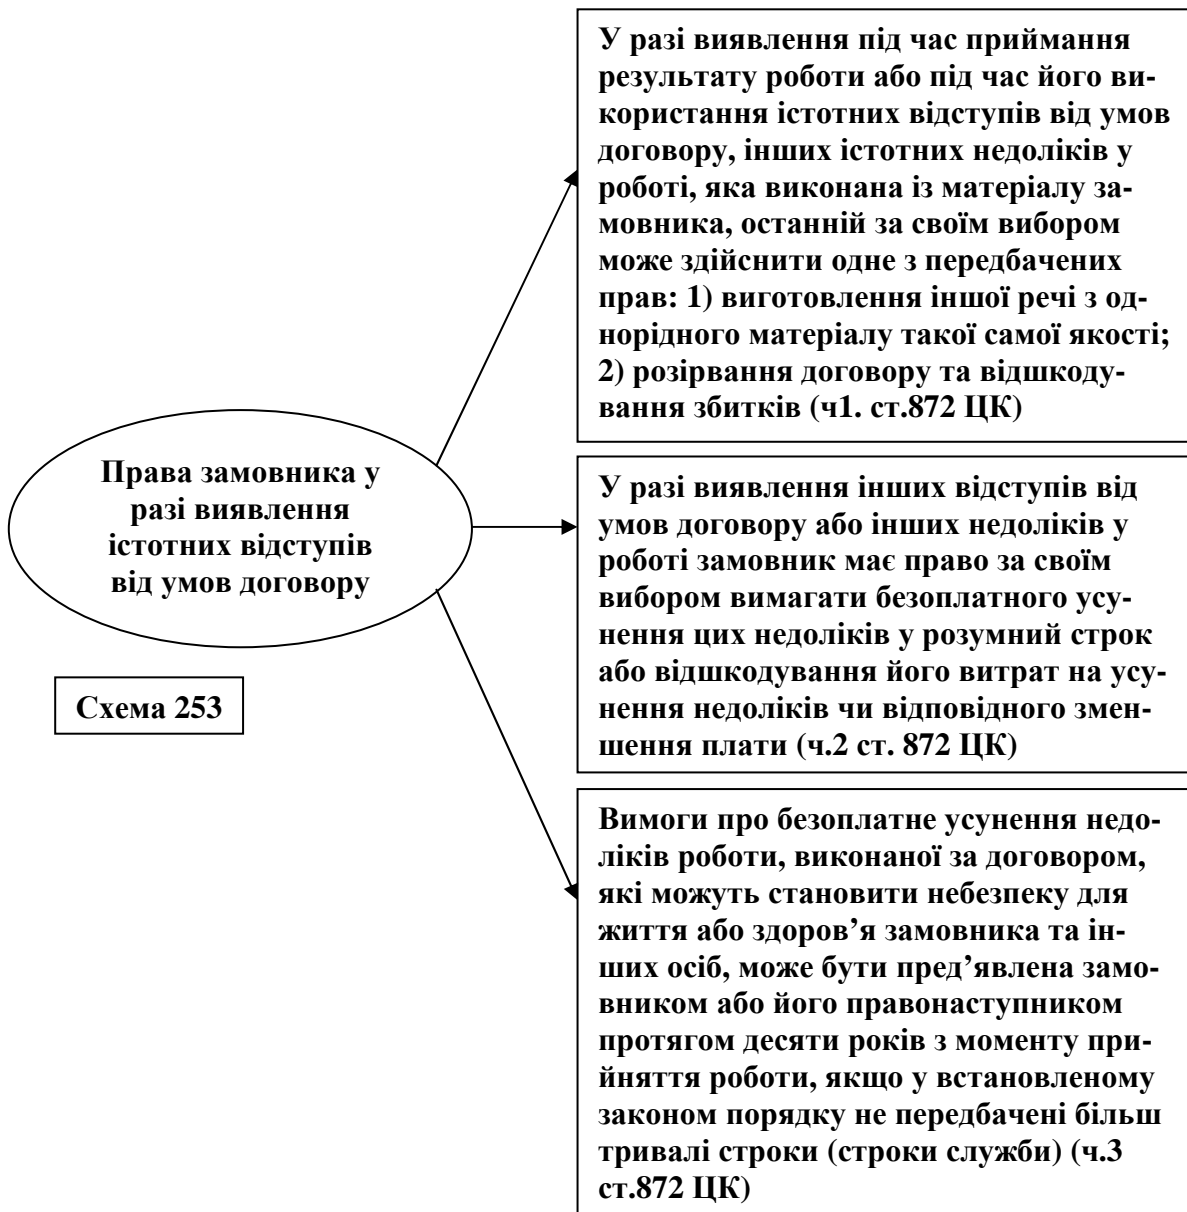 У разі виявлення під час приймання
результату роботи або під час його ви-
користання істотних відступів від умов
договору, інших істотних недоліків у
роботі, яка виконана із матеріалу за-
мовника, останній за своїм вибором
може здійснити одне з передбачених
прав: 1) виготовлення іншої речі з од-
норідного матеріалу такої самої якості;
2) розірвання договору та відшкоду-
вання збитків (ч1. ст.872 ЦК)
Права замовника у
разі виявлення
істотних відступів
від умов договору
У разі виявлення інших відступів від
умов договору або інших недоліків у
роботі замовник має право за своїм
вибором вимагати безоплатного усу-
нення цих недоліків у розумний строк
або відшкодування його витрат на усу-
нення недоліків чи відповідного змен-
шення плати (ч.2 ст. 872 ЦК)
Схема 253
Вимоги про безоплатне усунення недо-
ліків роботи, виконаної за договором,
які можуть становити небезпеку для
життя або здоров’я замовника та ін-
ших осіб, може бути пред’явлена замо-
вником або його правонаступником
протягом десяти років з моменту при-
йняття роботи, якщо у встановленому
законом порядку не передбачені більш
тривалі строки (строки служби) (ч.3
ст.872 ЦК)